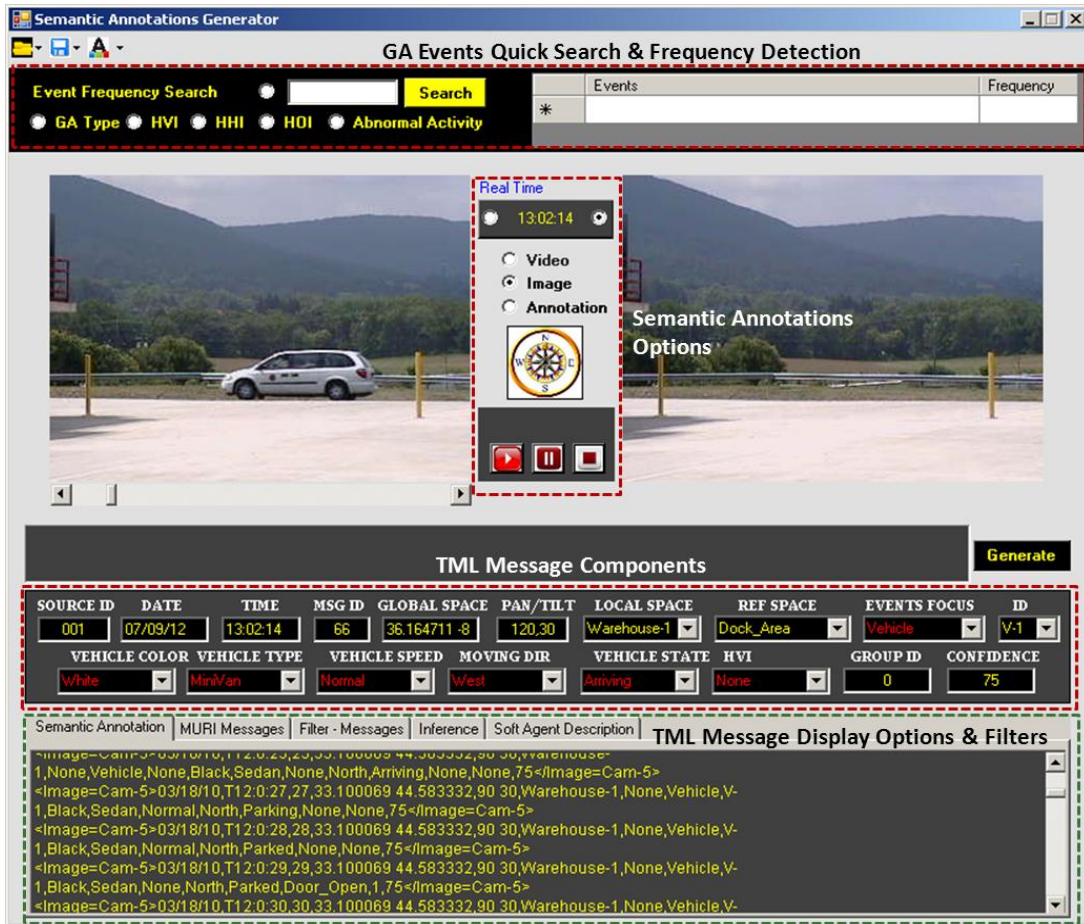 Semantic Annotations Generator
A
GA Events Quick Search & Frequency Detection
Event Frequency Search
Search
Events
Frequency
*
GA Type
HVI
HHI
HOI
Abnormal Activity
Real Time
13:02:14
Video
Image
Annotation
N
W
E
S
Semantic Annotations
Options
TML Message Components
Generate
SOURCE ID DATE TIME MSG ID GLOBAL SPACE PAN/TILT LOCAL SPACE REF SPACE EVENTS FOCUS ID
001 07/09/12 13:02:14 66 36.164711 -8 120,30 Warehouse-1 Dock_Area Vehicle V-1
VEHICLE COLOR VEHICLE TYPE VEHICLE SPEED MOVING DIR VEHICLE STATE HVI GROUP ID CONFIDENCE
White MiniVan Normal West Arriving None 0 75
Semantic Annotation MURI Messages Filter - Messages Inference Soft Agent Description
TML Message Display Options & Filters
1,None,Vehicle,None,Black,Sedan,None,North,Arriving,None,None,75</Image=Cam-5>
<Image=Cam-5>03/18/10,T12:0:27,27,33.100069 44.583332,90 30,Warehouse-1,None,Vehicle,V-
1,Black,Sedan,Normal,North,Parking,None,None,75</Image=Cam-5>
<Image=Cam-5>03/18/10,T12:0:28,28,33.100069 44.583332,90 30,Warehouse-1,None,Vehicle,V-
1,Black,Sedan,Normal,North,Parked,None,None,75</Image=Cam-5>
<Image=Cam-5>03/18/10,T12:0:29,29,33.100069 44.583332,90 30,Warehouse-1,None,Vehicle,V-
1,Black,Sedan,None,North,Parked,Door_Open,1,75</Image=Cam-5>
<Image=Cam-5>03/18/10,T12:0:30,30,33.100069 44.583332,90 30,Warehouse-1,None,Vehicle,V-